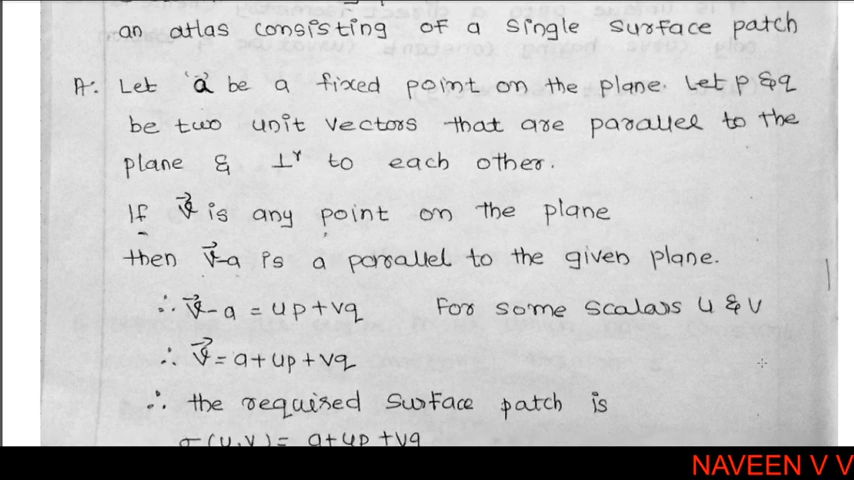 an atlas consisting of a single surface patch
A: Let 'a⃗ be a fixed point on the plane. Let p & q
be two unit vectors that are parallel to the
plane & ⊥ʳ to each other.
If v⃗ is any point on the plane
then v⃗-a is a parallel to the given plane.
∴ v⃗-a = up+vq For some scalars u & v
∴ v⃗ = a+up+vq
∴ the required surface patch is
σ(u,v) = a+up+vq
NAVEEN V V